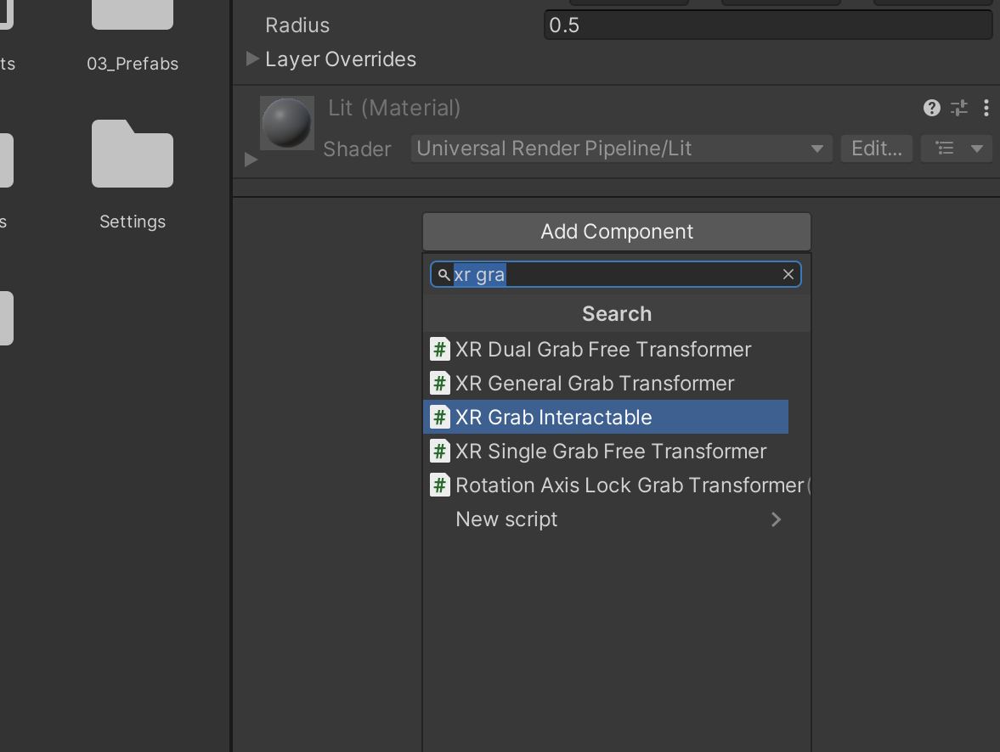 ts
03_Prefabs
s
Settings
Radius
0.5
Layer Overrides
Lit (Material)
Shader
Universal Render Pipeline/Lit
Edit...
Add Component
xr gra
Search
XR Dual Grab Free Transformer
XR General Grab Transformer
XR Grab Interactable
XR Single Grab Free Transformer
Rotation Axis Lock Grab Transformer (
New script